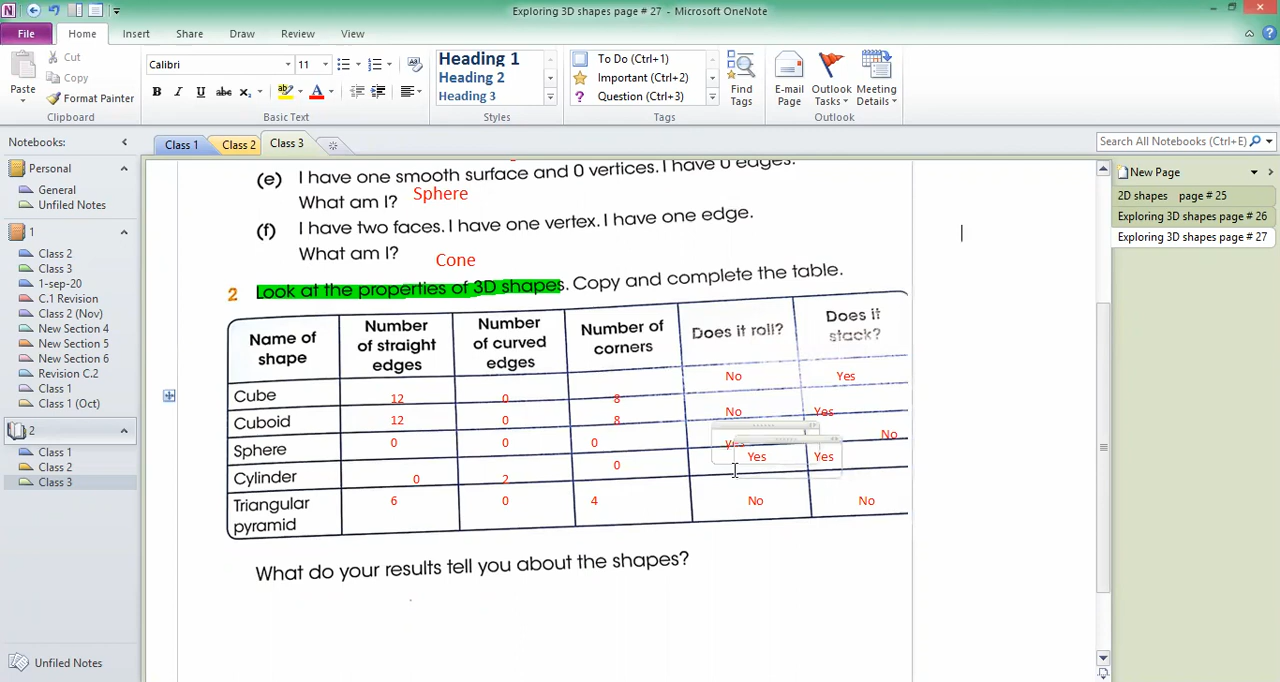 Exploring 3D shapes page # 27 - Microsoft OneNote
File Home Insert Share Draw Review View
Paste
Cut
Copy
Format Painter
Clipboard
Calibri 11
B I U abc X₂
Basic Text
Heading 1
Heading 2
Heading 3
Styles
To Do (Ctrl+1)
Important (Ctrl+2)
Question (Ctrl+3)
Tags
Find Tags
E-mail Page
Outlook Tasks
Meeting Details
Outlook
Notebooks:
Class 1 Class 2 Class 3
Search All Notebooks (Ctrl+E)
Personal
General
Unfiled Notes
1
Class 2
Class 3
1-sep-20
C.1 Revision
Class 2 (Nov)
New Section 4
New Section 5
New Section 6
Revision C.2
Class 1
Class 1 (Oct)
2
Class 1
Class 2
Class 3
Unfiled Notes
(e) I have one smooth surface and 0 vertices. I have 0 edges.
What am I? Sphere
(f) I have two faces. I have one vertex. I have one edge.
What am I? Cone
2 Look at the properties of 3D shapes. Copy and complete the table.
Name of shape Number of straight edges Number of curved edges Number of corners Does it roll? Does it stack?
Cube 12 0 8 No Yes
Cuboid 12 0 8 No Yes
Sphere 0 0 0 yes No
Cylinder 0 2 0 Yes Yes
Triangular pyramid 6 0 4 No No
What do your results tell you about the shapes?
New Page
2D shapes page # 25
Exploring 3D shapes page # 26
Exploring 3D shapes page # 27